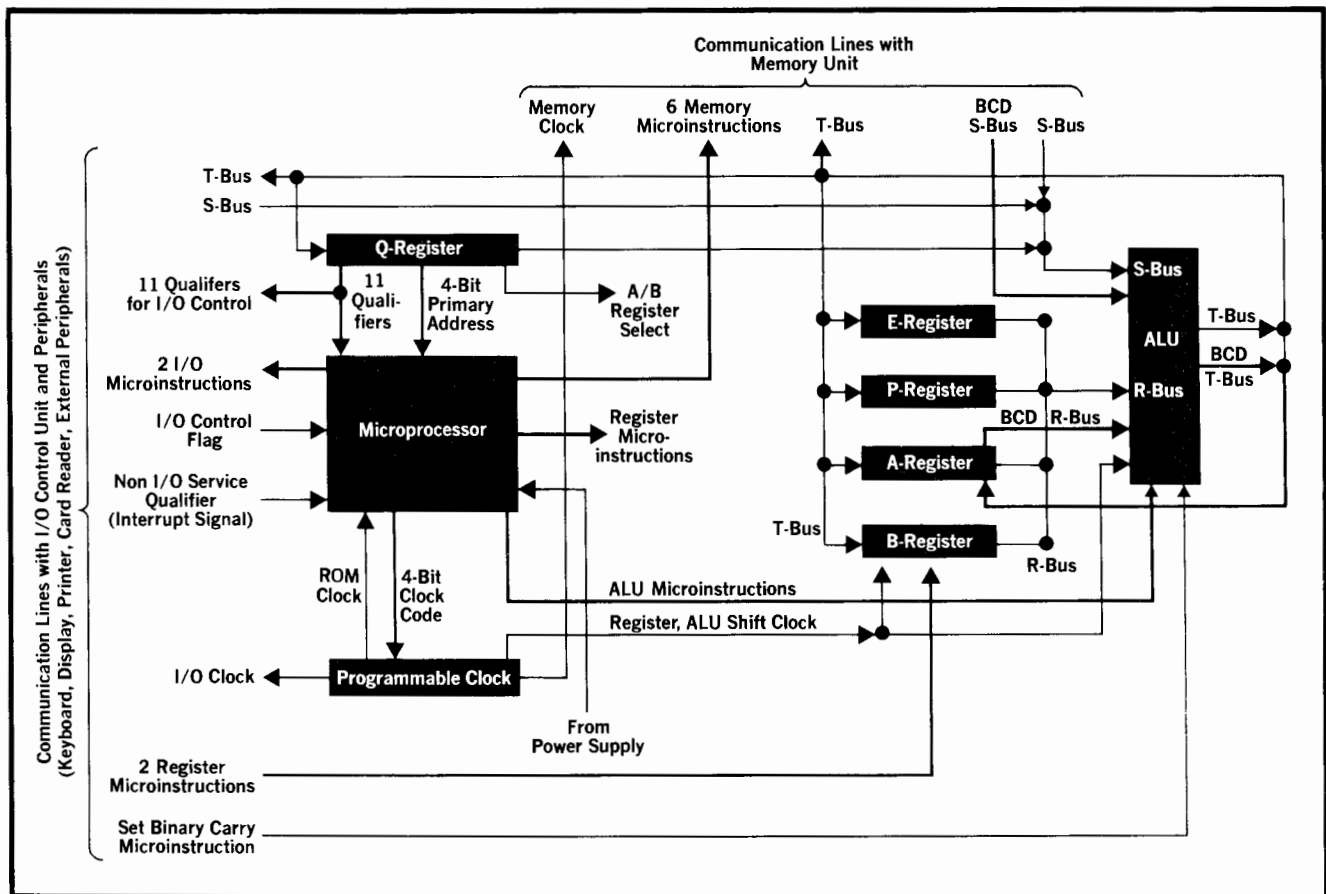 Communication Lines with
Memory Unit
Memory
Clock
6 Memory
Microinstructions
T-Bus
BCD
S-Bus
S-Bus
T-Bus
S-Bus
Q-Register
11 Qualifers
for I/O Control
11
Quali-
fiers
4-Bit
Primary
Address
A/B
Register
Select
S-Bus
E-Register
ALU
T-Bus
BCD
T-Bus
2 I/O
Microinstructions
P-Register
R-Bus
I/O Control
Flag
Microprocessor
Register
Micro-
instructions
BCD R-Bus
A-Register
Non I/O Service
Qualifier
(Interrupt Signal)
T-Bus
B-Register
R-Bus
ROM
Clock
4-Bit
Clock
Code
ALU Microinstructions
Register, ALU Shift Clock
I/O Clock
Programmable Clock
From
Power Supply
2 Register
Microinstructions
Set Binary Carry
Microinstruction
Communication Lines with I/O Control Unit and Peripherals
(Keyboard, Display, Printer, Card Reader, External Peripherals)